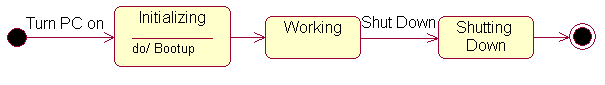 Turn PC on
Initializing
do/ Bootup
Working
Shut Down
Shutting
Down